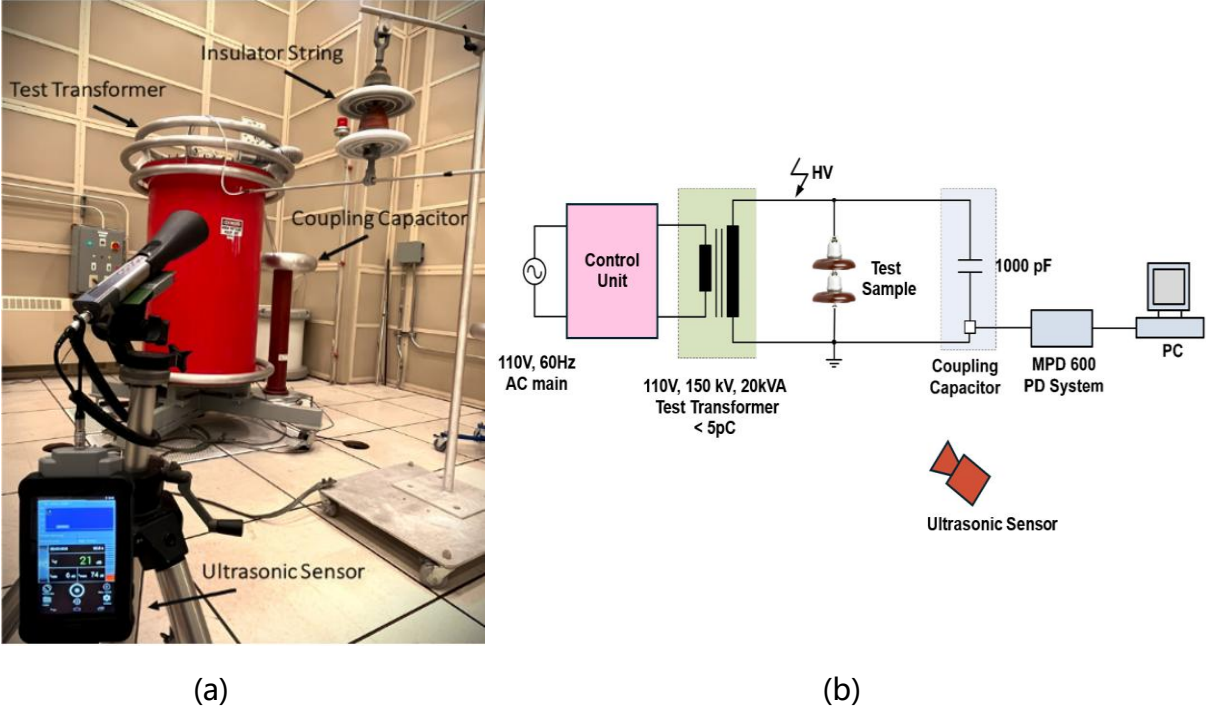 Insulator String
Test Transformer
Coupling Capacitor
21
Ultrasonic Sensor
(a)
HV
Control
Unit
Test
Sample
1000 pF
110V, 60Hz
AC main
110V, 150 kV, 20kVA
Test Transformer
< 5pC
Coupling
Capacitor
MPD 600
PD System
PC
Ultrasonic Sensor
(b)